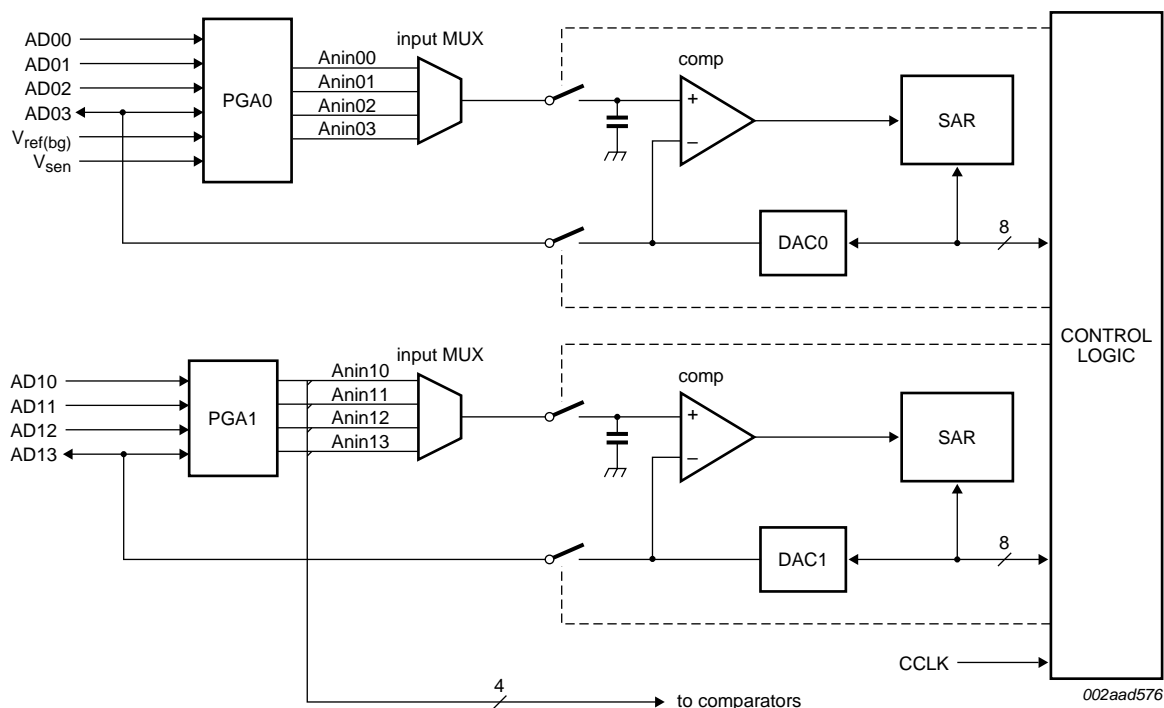 AD00
AD01
AD02
AD03
Vref(bg)
Vsen
PGA0
Anin00
Anin01
Anin02
Anin03
input MUX
comp
+
–
SAR
DAC0
8
AD10
AD11
AD12
AD13
PGA1
Anin10
Anin11
Anin12
Anin13
input MUX
comp
+
–
SAR
DAC1
8
CONTROL
LOGIC
CCLK
4
to comparators
002aad576